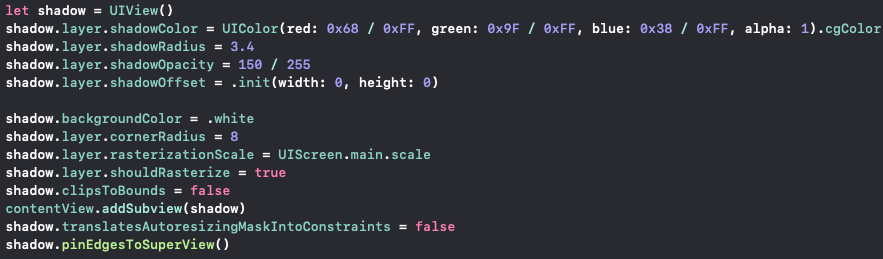 let shadow = UIView()
shadow.layer.shadowColor = UIColor(red: 0x68 / 0xFF, green: 0x9F / 0xFF, blue: 0x38 / 0xFF, alpha: 1).cgColor
shadow.layer.shadowRadius = 3.4
shadow.layer.shadowOpacity = 150 / 255
shadow.layer.shadowOffset = .init(width: 0, height: 0)
shadow.backgroundColor = .white
shadow.layer.cornerRadius = 8
shadow.layer.rasterizationScale = UIScreen.main.scale
shadow.layer.shouldRasterize = true
shadow.clipsToBounds = false
contentView.addSubview(shadow)
shadow.translatesAutoresizingMaskIntoConstraints = false
shadow.pinEdgesToSuperView()